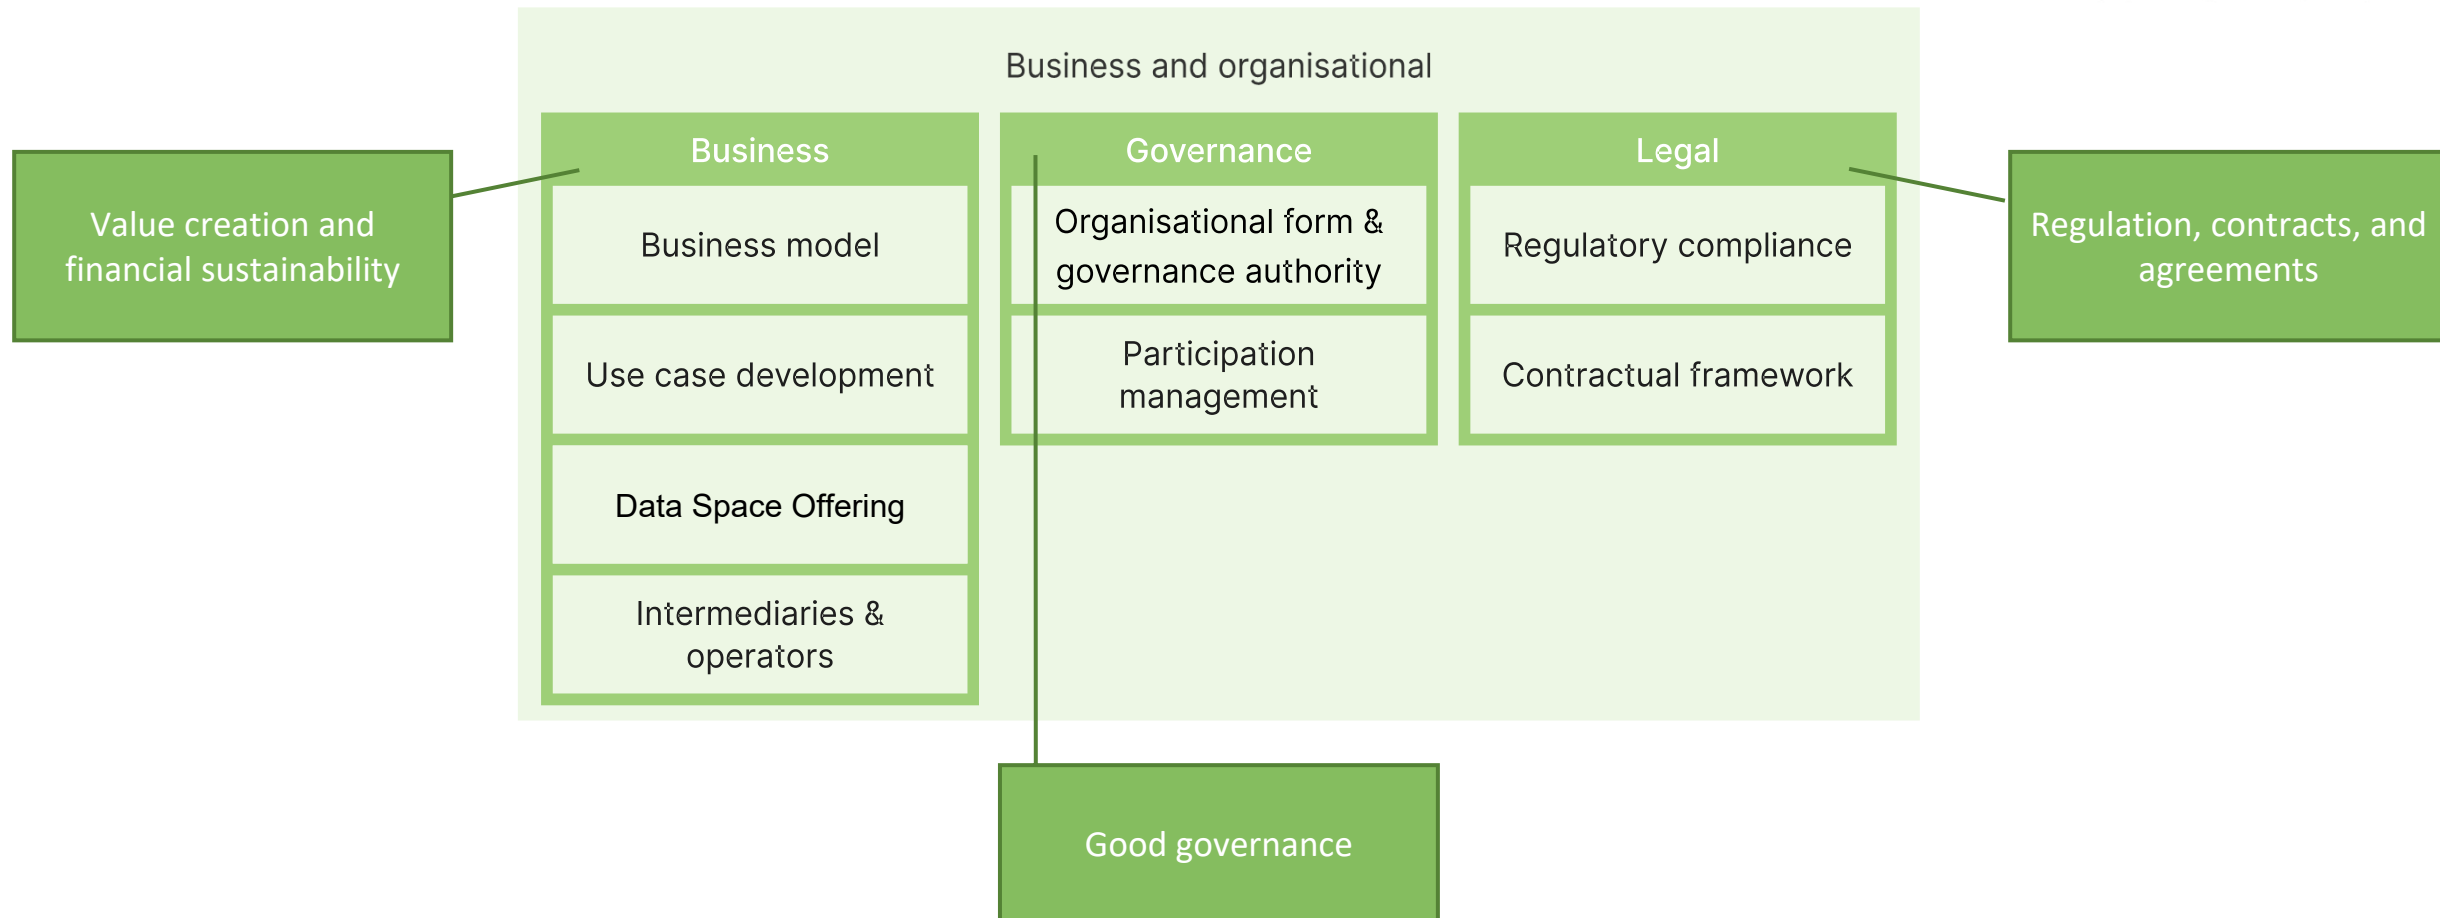 Business and organisational
Value creation and
financial sustainability
Business
Business model
Use case development
Data Space Offering
Intermediaries &
operators
Governance
Organisational form &
governance authority
Participation
management
Legal
Regulatory compliance
Contractual framework
Regulation, contracts, and
agreements
Good governance